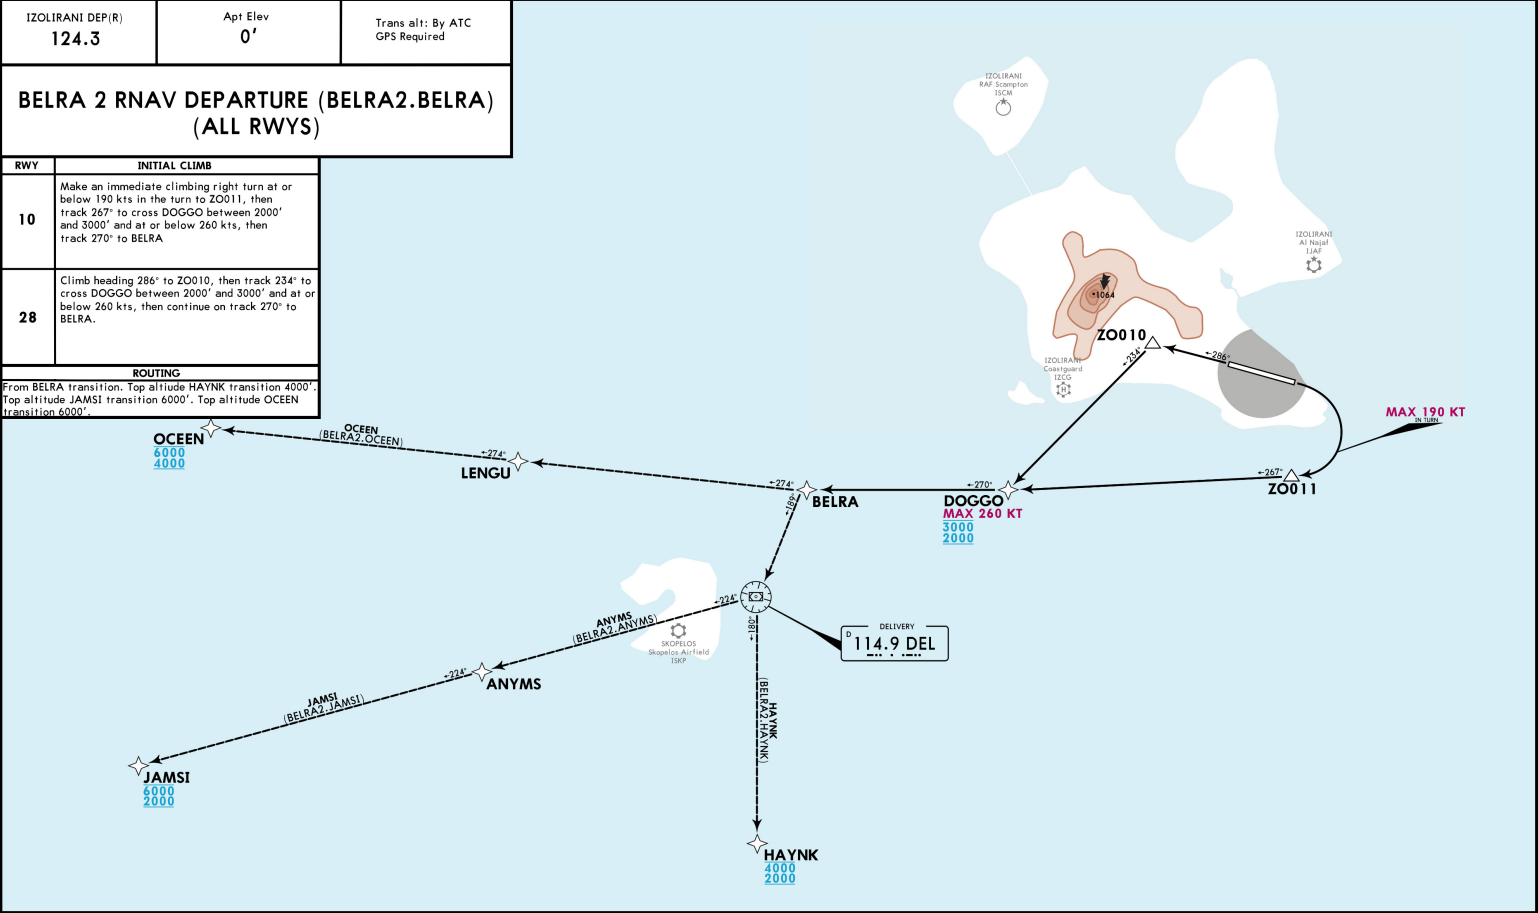 IZOLIRANI DEP(R)
124.3
Apt Elev
0'
Trans alt: By ATC
GPS Required
BELRA 2 RNAV DEPARTURE (BELRA2.BELRA)
(ALL RWYS)
RWY
INITIAL CLIMB
10
Make an immediate climbing right turn at or
below 190 kts in the turn to ZO011, then
track 267° to cross DOGGO between 2000'
and 3000' and at or below 260 kts, then
track 270° to BELRA
28
Climb heading 286° to ZO010, then track 234° to
cross DOGGO between 2000' and 3000' and at or
below 260 kts, then continue on track 270° to
BELRA.
ROUTING
From BELRA transition. Top altiude HAYNK transition 4000'.
Top altitude JAMSI transition 6000'. Top altitude OCEEN
transition 6000'.
IZOLIRANI
RAF Scampton
ISCM
IZOLIRANI
Al Najaf
IJAF
1064
ZO010
234°
286°
IZOLIRANI
Coastguard
IZCG
H
MAX 190 KT
IN TURN
OCEEN
6000
4000
OCEEN
(BELRA2.OCEEN)
274°
LENGU
274°
BELRA
189°
270°
DOGGO
MAX 260 KT
3000
2000
267°
ZO011
224°
ANYMS
(BELRA2.ANYMS)
SKOPELOS
Skopelos Airfield
ISKP
180°
DELIVERY
D
114.9 DEL
224°
ANYMS
JAMSI
(BELRA2.JAMSI)
HAYNK
(BELRA2.HAYNK)
JAMSI
6000
2000
HAYNK
4000
2000